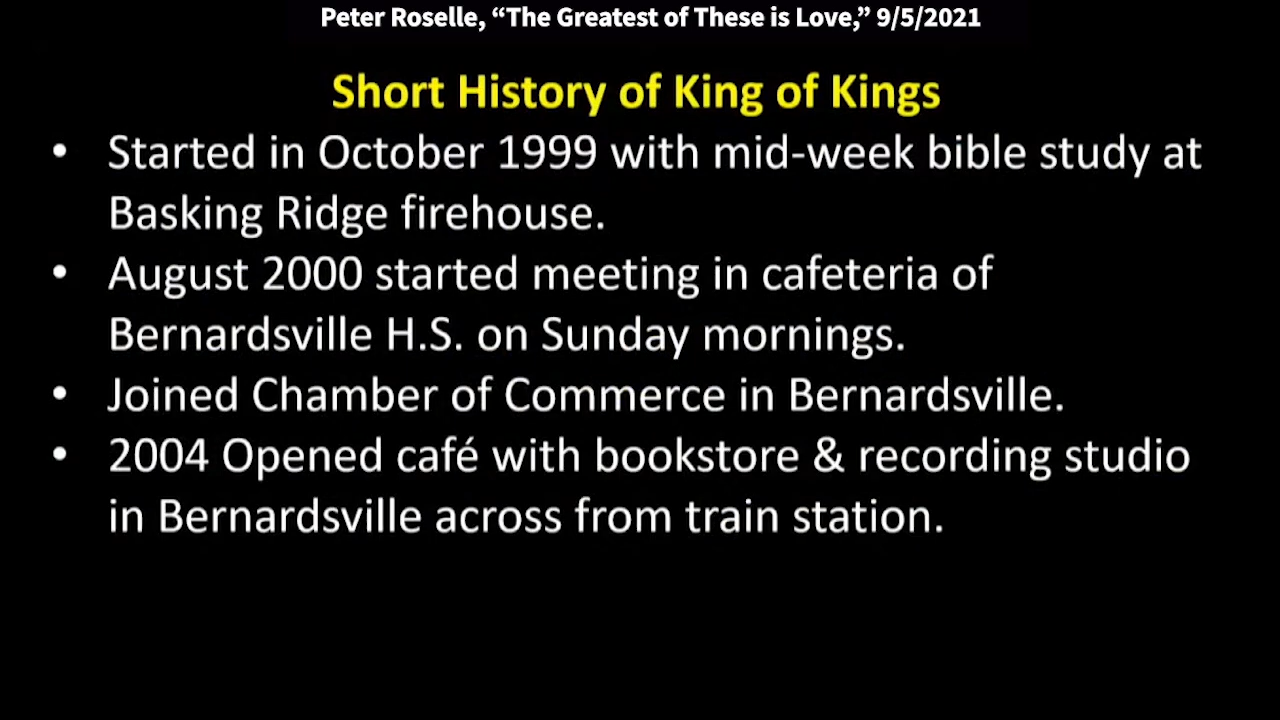 Peter Roselle, “The Greatest of These is Love,” 9/5/2021
Short History of King of Kings
• Started in October 1999 with mid-week bible study at
Basking Ridge firehouse.
• August 2000 started meeting in cafeteria of
Bernardsville H.S. on Sunday mornings.
• Joined Chamber of Commerce in Bernardsville.
• 2004 Opened café with bookstore & recording studio
in Bernardsville across from train station.